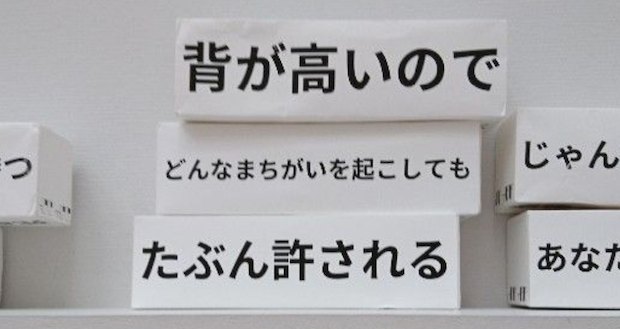 背が高いので
どんなまちがいを起こしても
たぶん許される
つ
じゃん
あなた